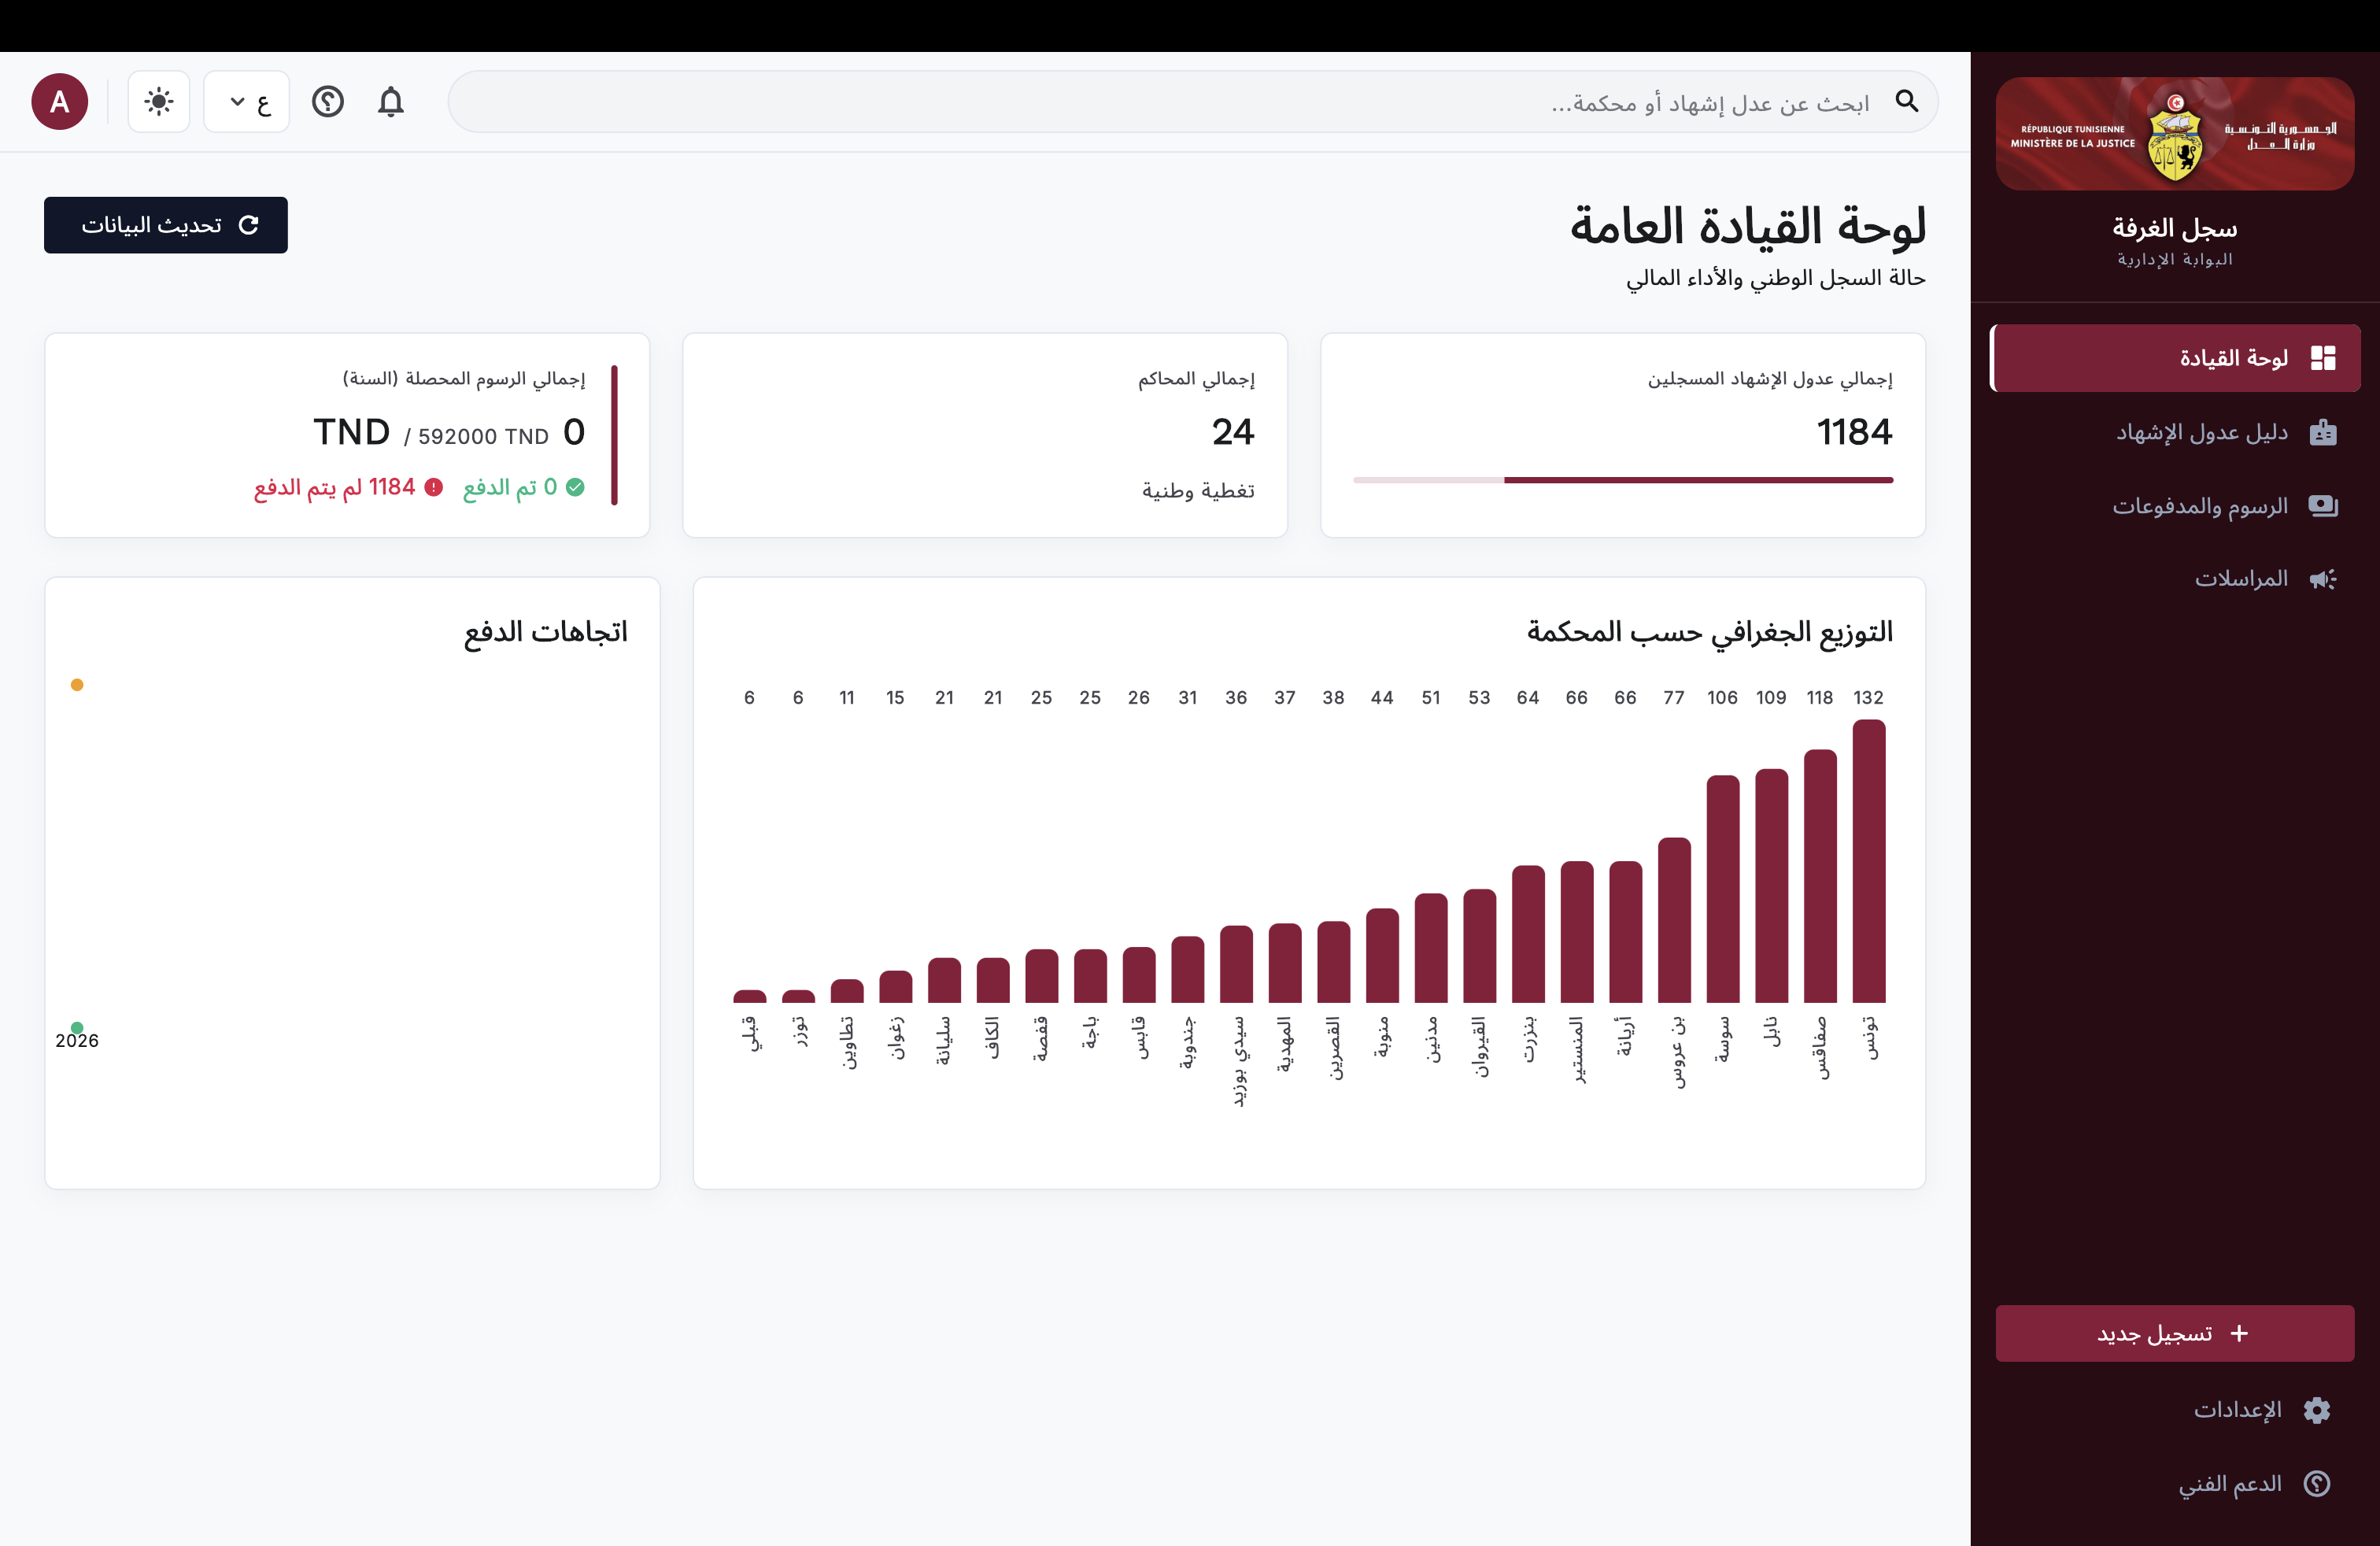 الجمهورية التونسية
وزارة العدل
RÉPUBLIQUE TUNISIENNE
MINISTÈRE DE LA JUSTICE
سجل الغرفة
البوابة الإدارية
لوحة القيادة
دليل عدول الإشهاد
الرسوم والمدفوعات
المراسلات
تسجيل جديد
الإعدادات
الدعم الفني
ابحث عن عدل إشهاد أو محكمة...
ع
A
لوحة القيادة العامة
حالة السجل الوطني والأداء المالي
تحديث البيانات
إجمالي عدول الإشهاد المسجلين
1184
إجمالي المحاكم
24
تغطية وطنية
إجمالي الرسوم المحصلة (السنة)
0 TND / 592000 TND
0 تم الدفع 1184 لم يتم الدفع
التوزيع الجغرافي حسب المحكمة
132 118 109 106 77 66 66 64 53 51 44 38 37 36 31 26 25 25 21 21 15 11 6 6
تونس
صفاقس
نابل
سوسة
بن عروس
أريانة
المنستير
بنزرت
القيروان
مدنين
منوبة
القصرين
المهدية
سيدي بوزيد
جندوبة
قابس
باجة
قفصة
الكاف
سليانة
زغوان
تطاوين
توزر
قبلي
اتجاهات الدفع
2026